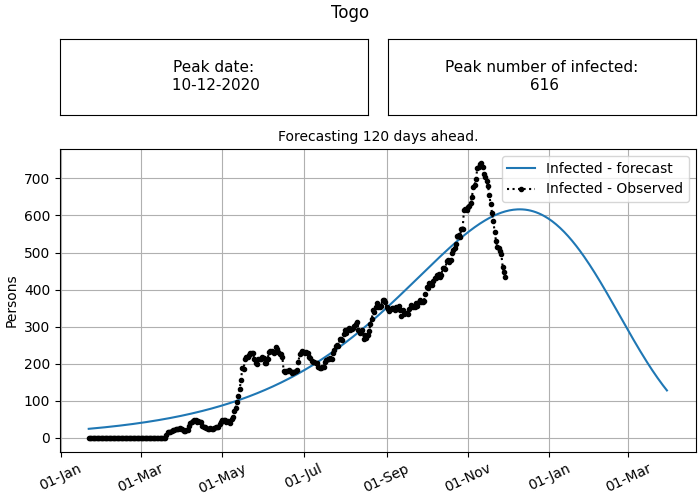 Togo
Peak date:
10-12-2020
Peak number of infected:
616
Forecasting 120 days ahead.
Infected - forecast
Infected - Observed
Persons
700
600
500
400
300
200
100
0
01-Jan
01-Mar
01-May
01-Jul
01-Sep
01-Nov
01-Jan
01-Mar